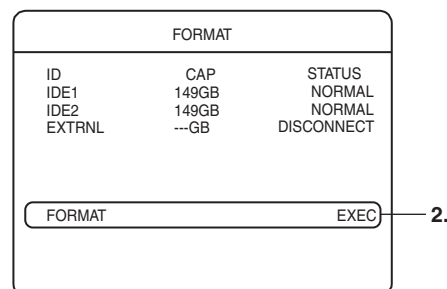 FORMAT
ID CAP STATUS
IDE1 149GB NORMAL
IDE2 149GB NORMAL
EXTRNL ---GB DISCONNECT
FORMAT EXEC 2.